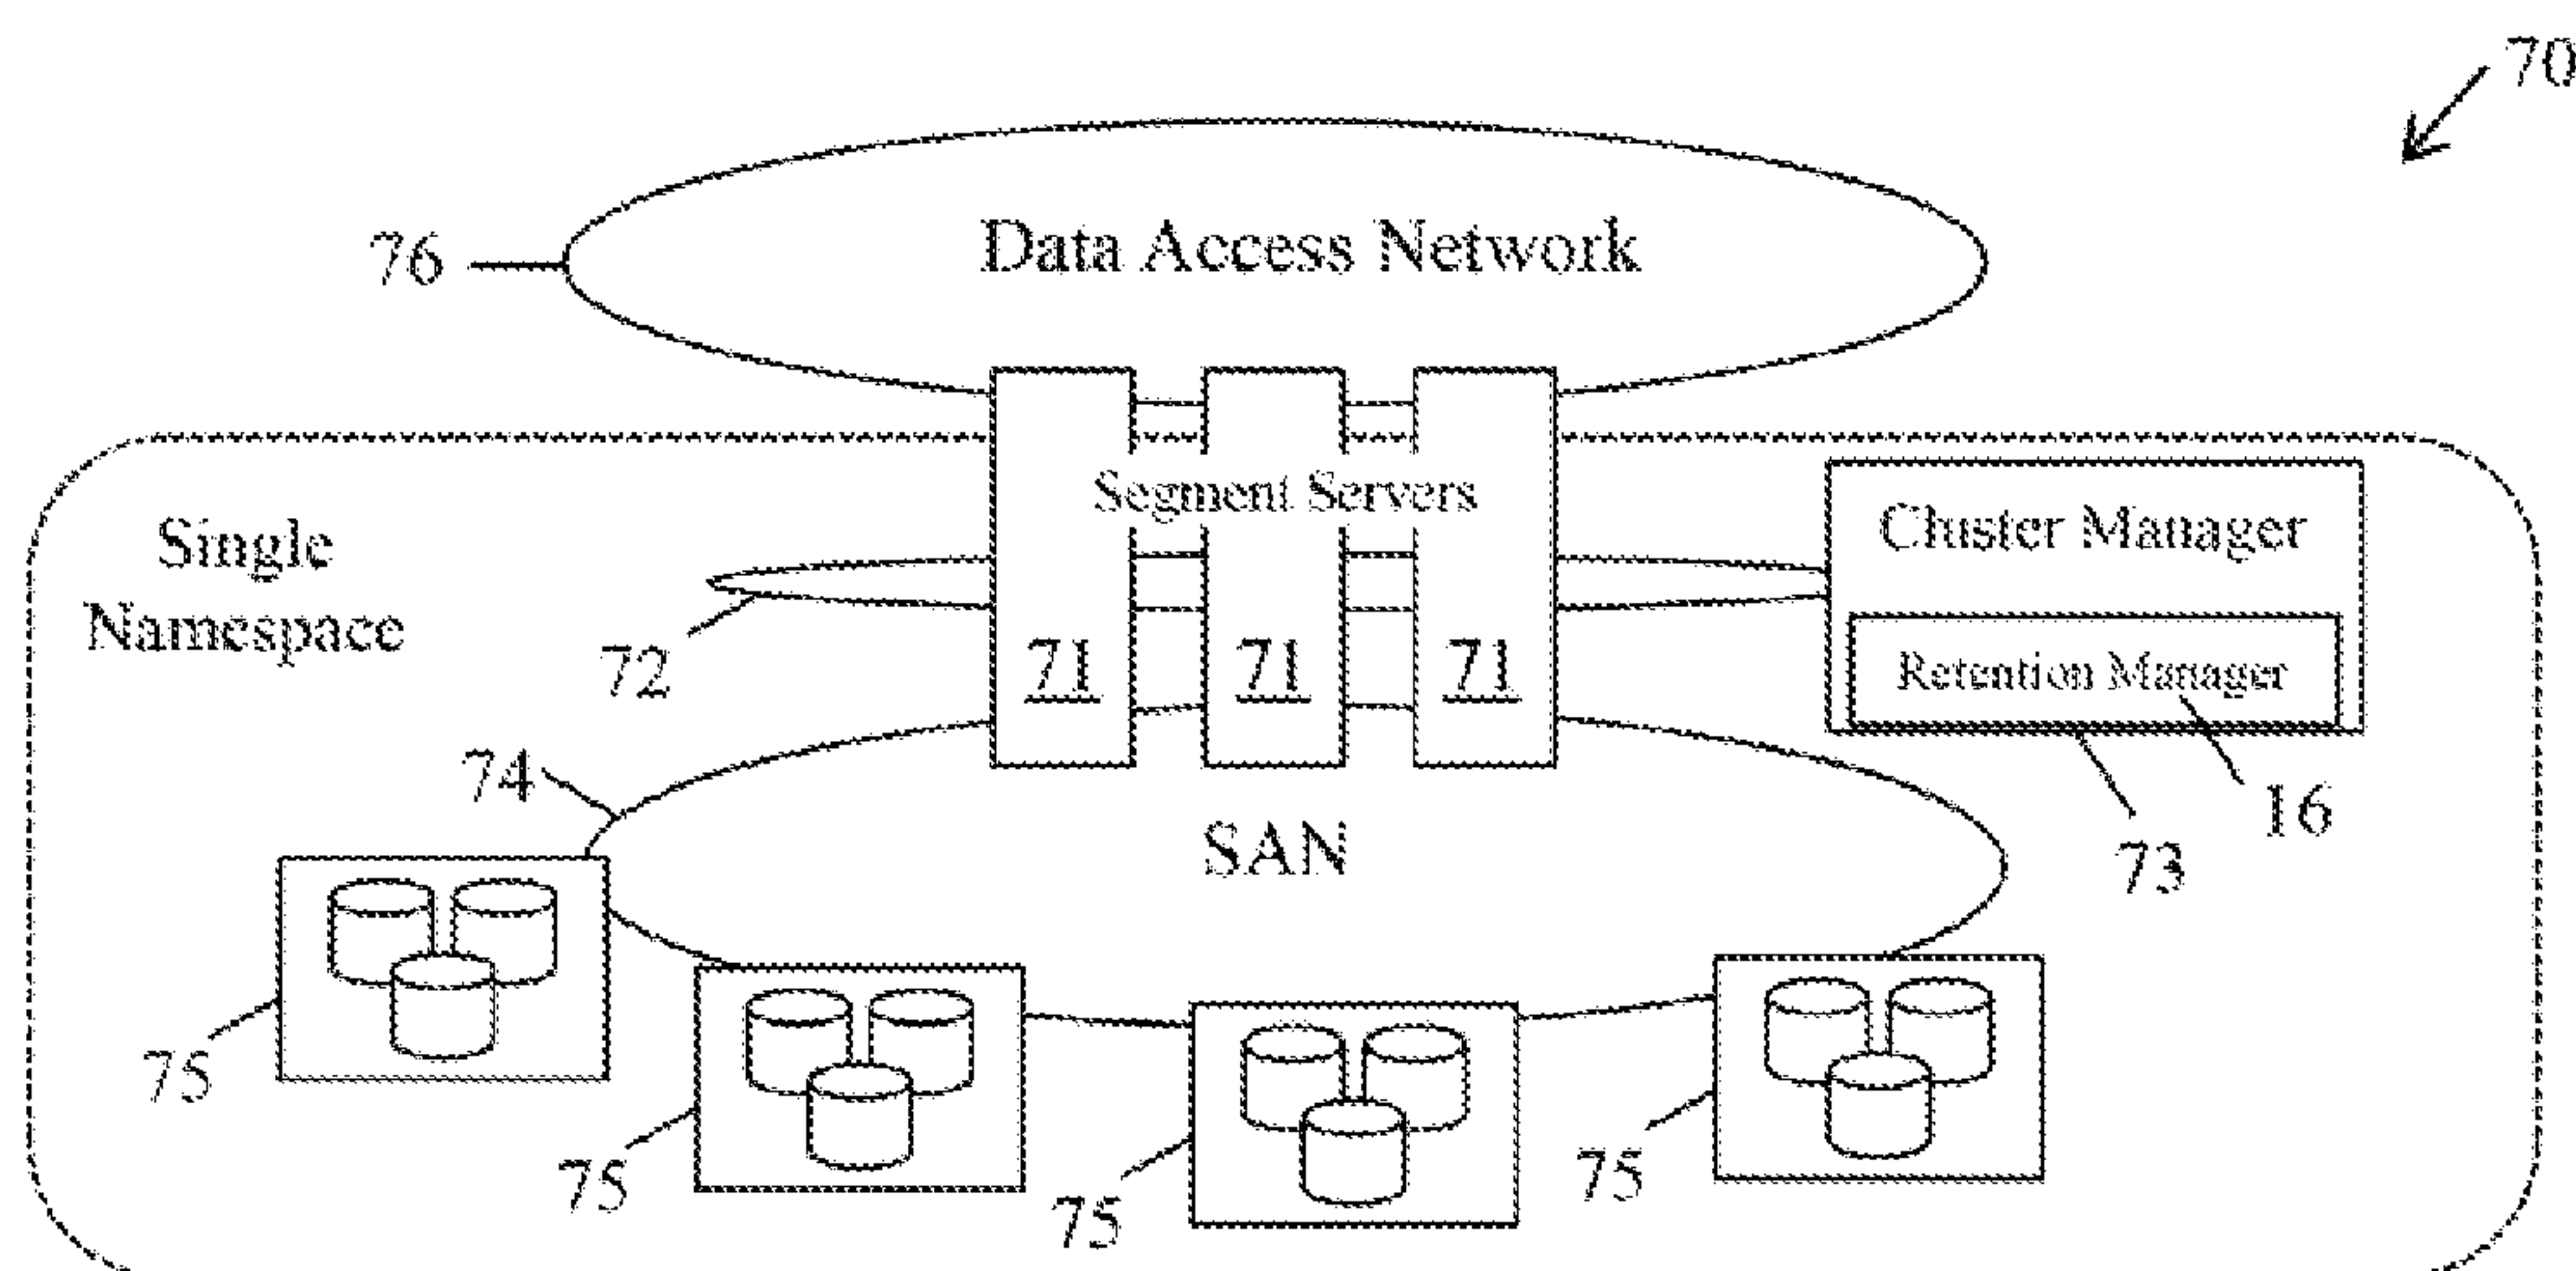 70
76
Data Access Network
Segment Servers
Single
Namespace
Cluster Manager
72
71 71 71
Retention Manager
74
SAN
16
73
75
75
75
75